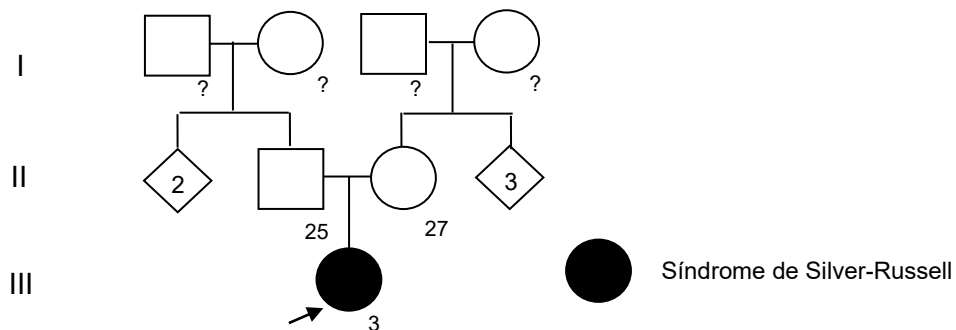 I
? ? ? ?
II
2 3
25 27
III
Síndrome de Silver-Russell
3